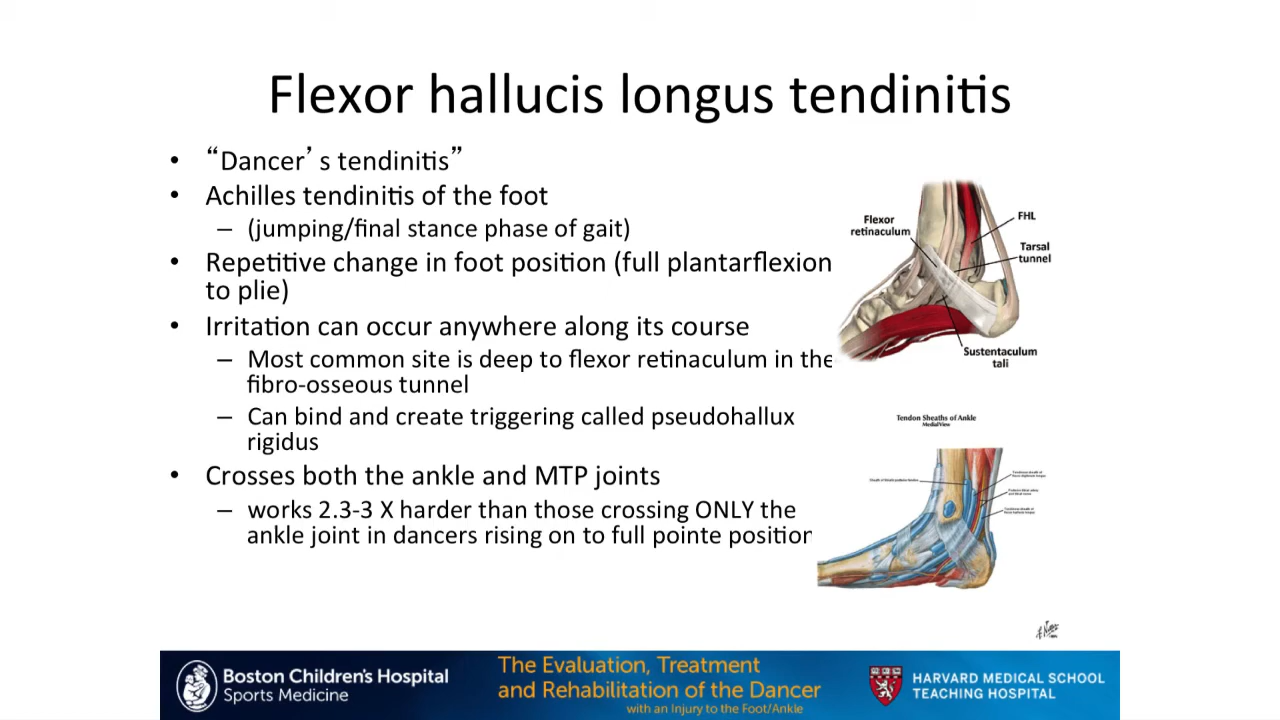 Flexor hallucis longus tendinitis
• “Dancer’s tendinitis”
• Achilles tendinitis of the foot
– (jumping/final stance phase of gait)
• Repetitive change in foot position (full plantarflexion
to plie)
• Irritation can occur anywhere along its course
– Most common site is deep to flexor retinaculum in the
fibro-osseous tunnel
– Can bind and create triggering called pseudohallux
rigidus
• Crosses both the ankle and MTP joints
– works 2.3-3 X harder than those crossing ONLY the
ankle joint in dancers rising on to full pointe position
Flexor
retinaculum
FHL
Tarsal
tunnel
Sustentaculum
tali
Tendon Sheaths of Ankle
Medial View
Boston Children's Hospital
Sports Medicine
The Evaluation, Treatment
and Rehabilitation of the Dancer
with an Injury to the Foot/Ankle
HARVARD MEDICAL SCHOOL
TEACHING HOSPITAL